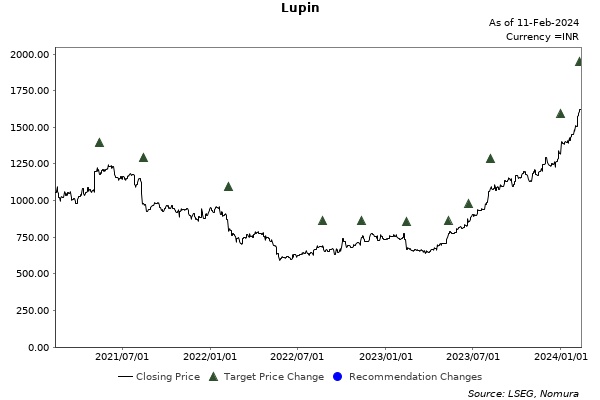 Lupin
As of 11-Feb-2024
Currency =INR
2000.00
1750.00
1500.00
1250.00
1000.00
750.00
500.00
250.00
0.00
2021/07/01 2022/01/01 2022/07/01 2023/01/01 2023/07/01 2024/01/01
Closing Price Target Price Change Recommendation Changes
Source: LSEG, Nomura